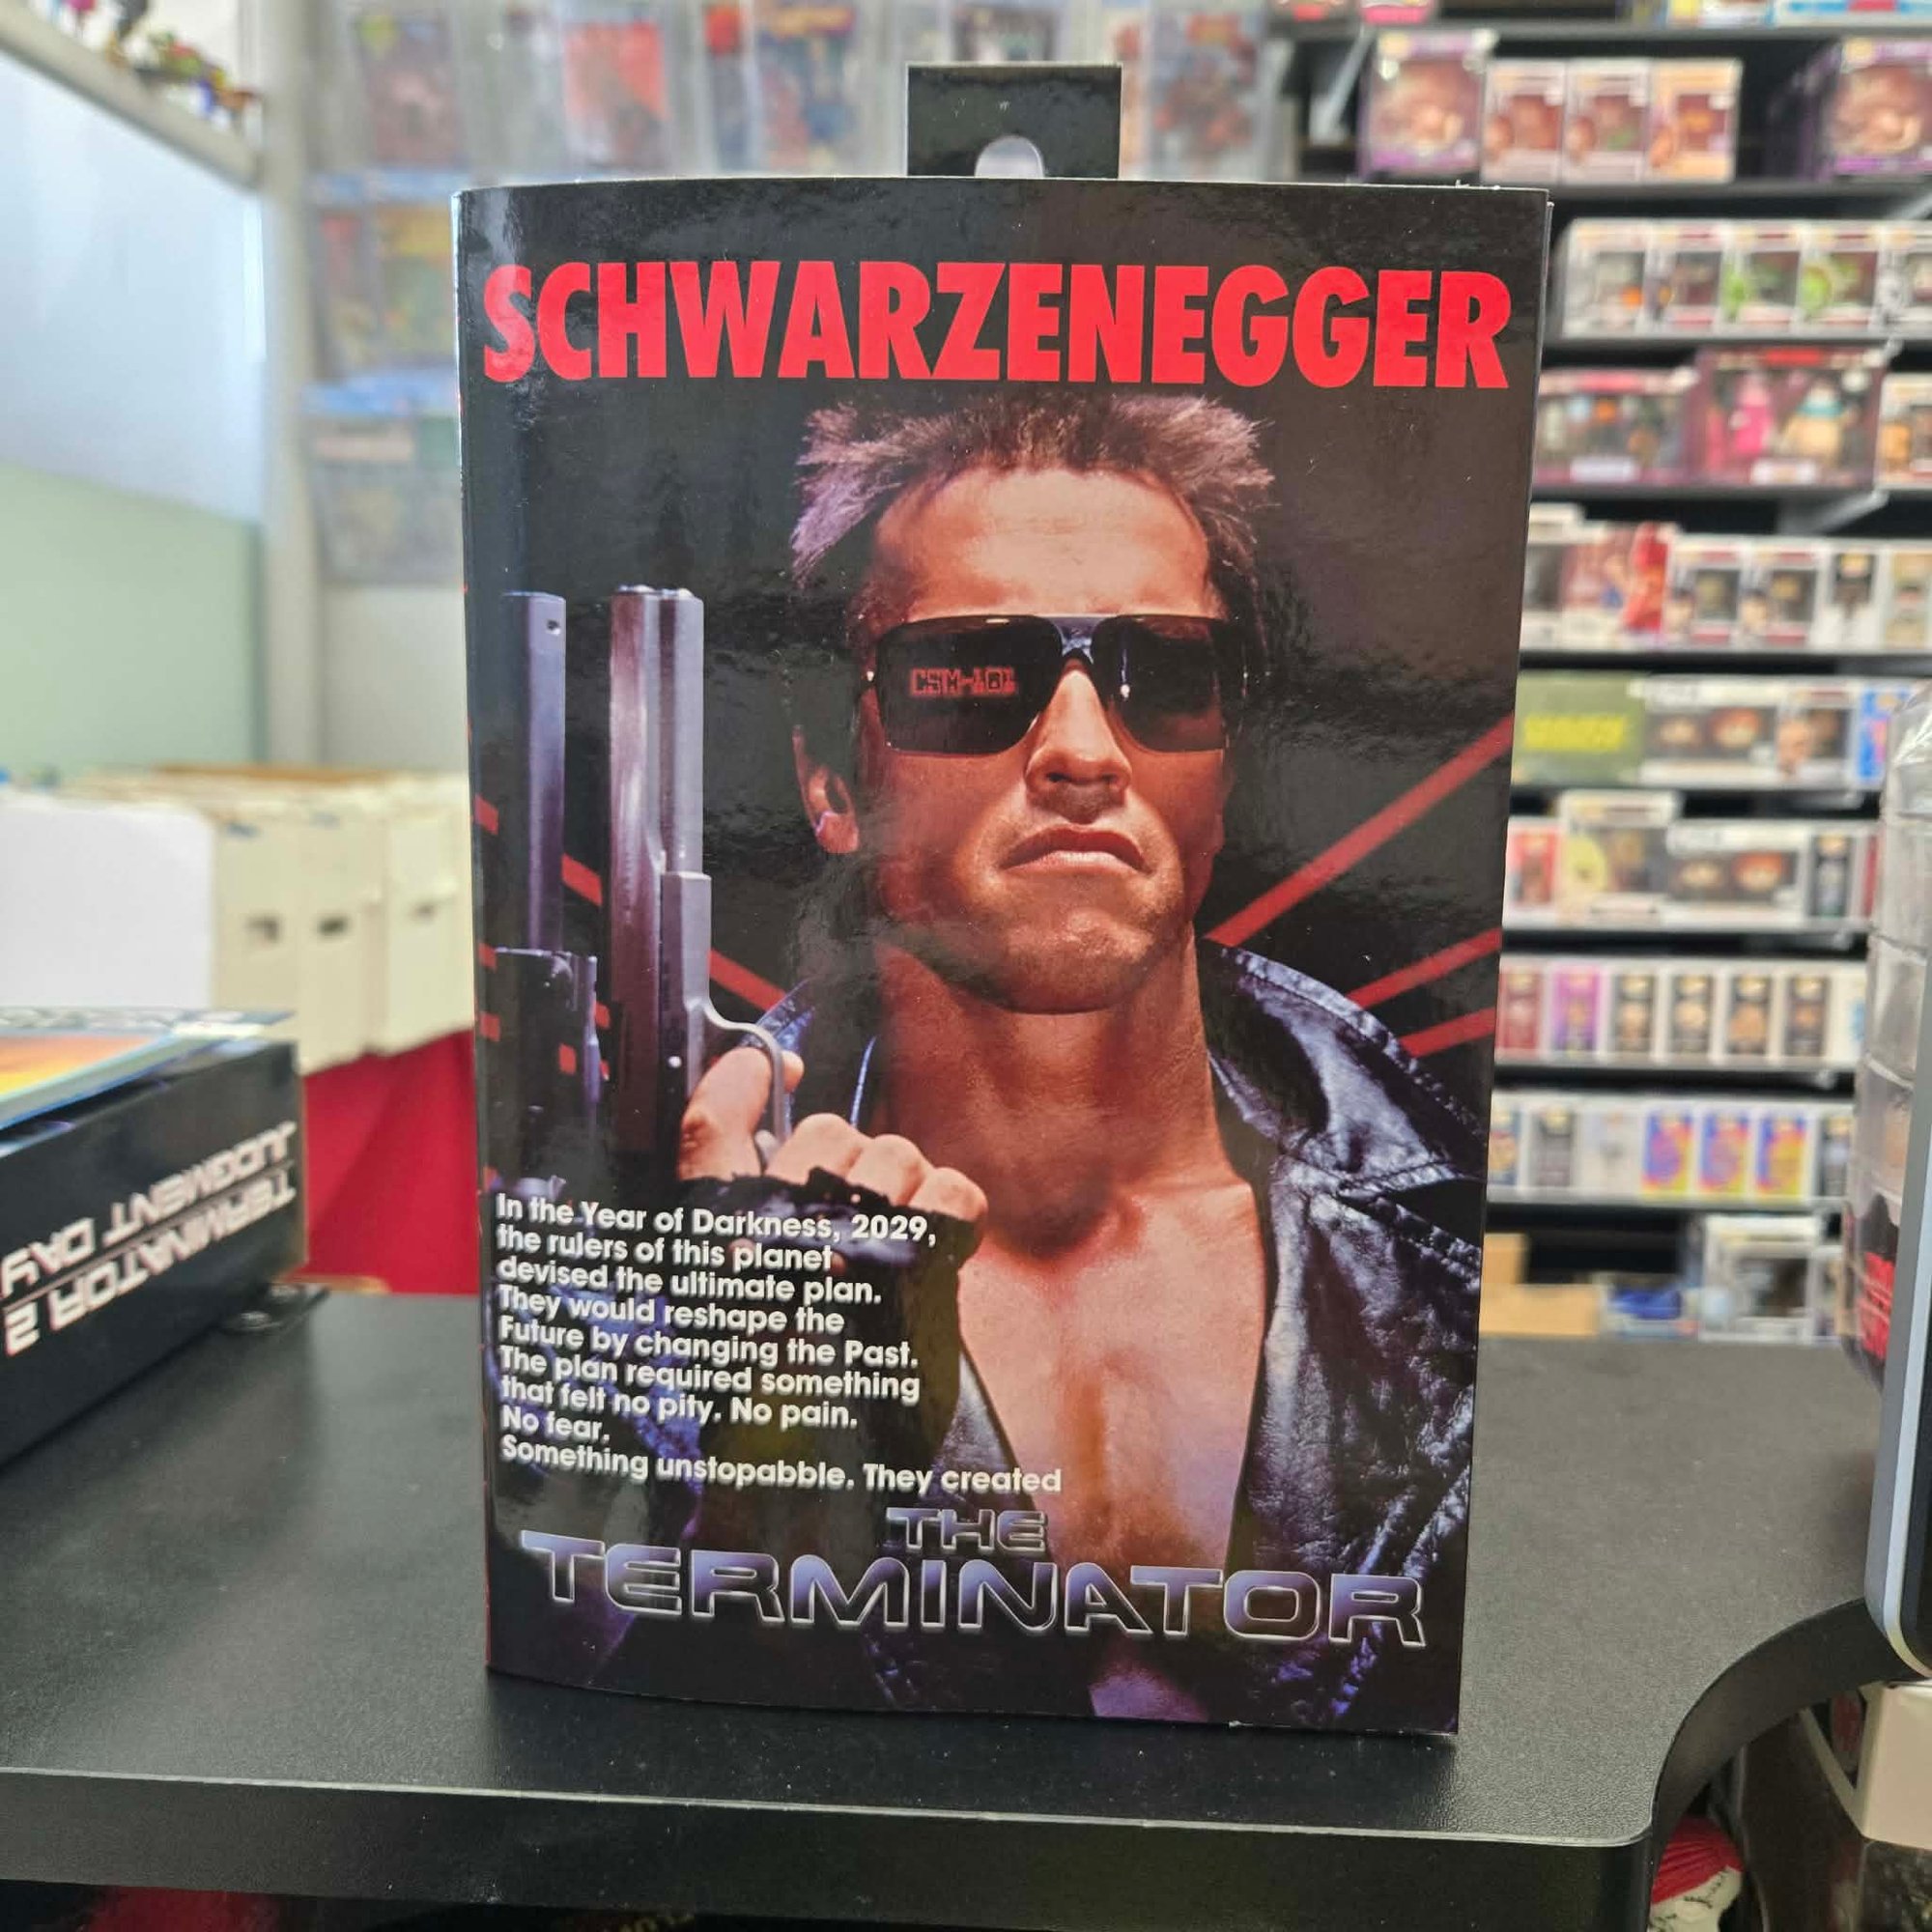 SCHWARZENEGGER
CSM-101
In the Year of Darkness, 2029,
the rulers of this planet
devised the ultimate plan.
They would reshape the
Future by changing the Past.
The plan required something
that felt no pity. No pain.
No fear.
Something unstopabble. They created
THE
TERMINATOR
TERMINATOR 2
JUDGMENT DAY